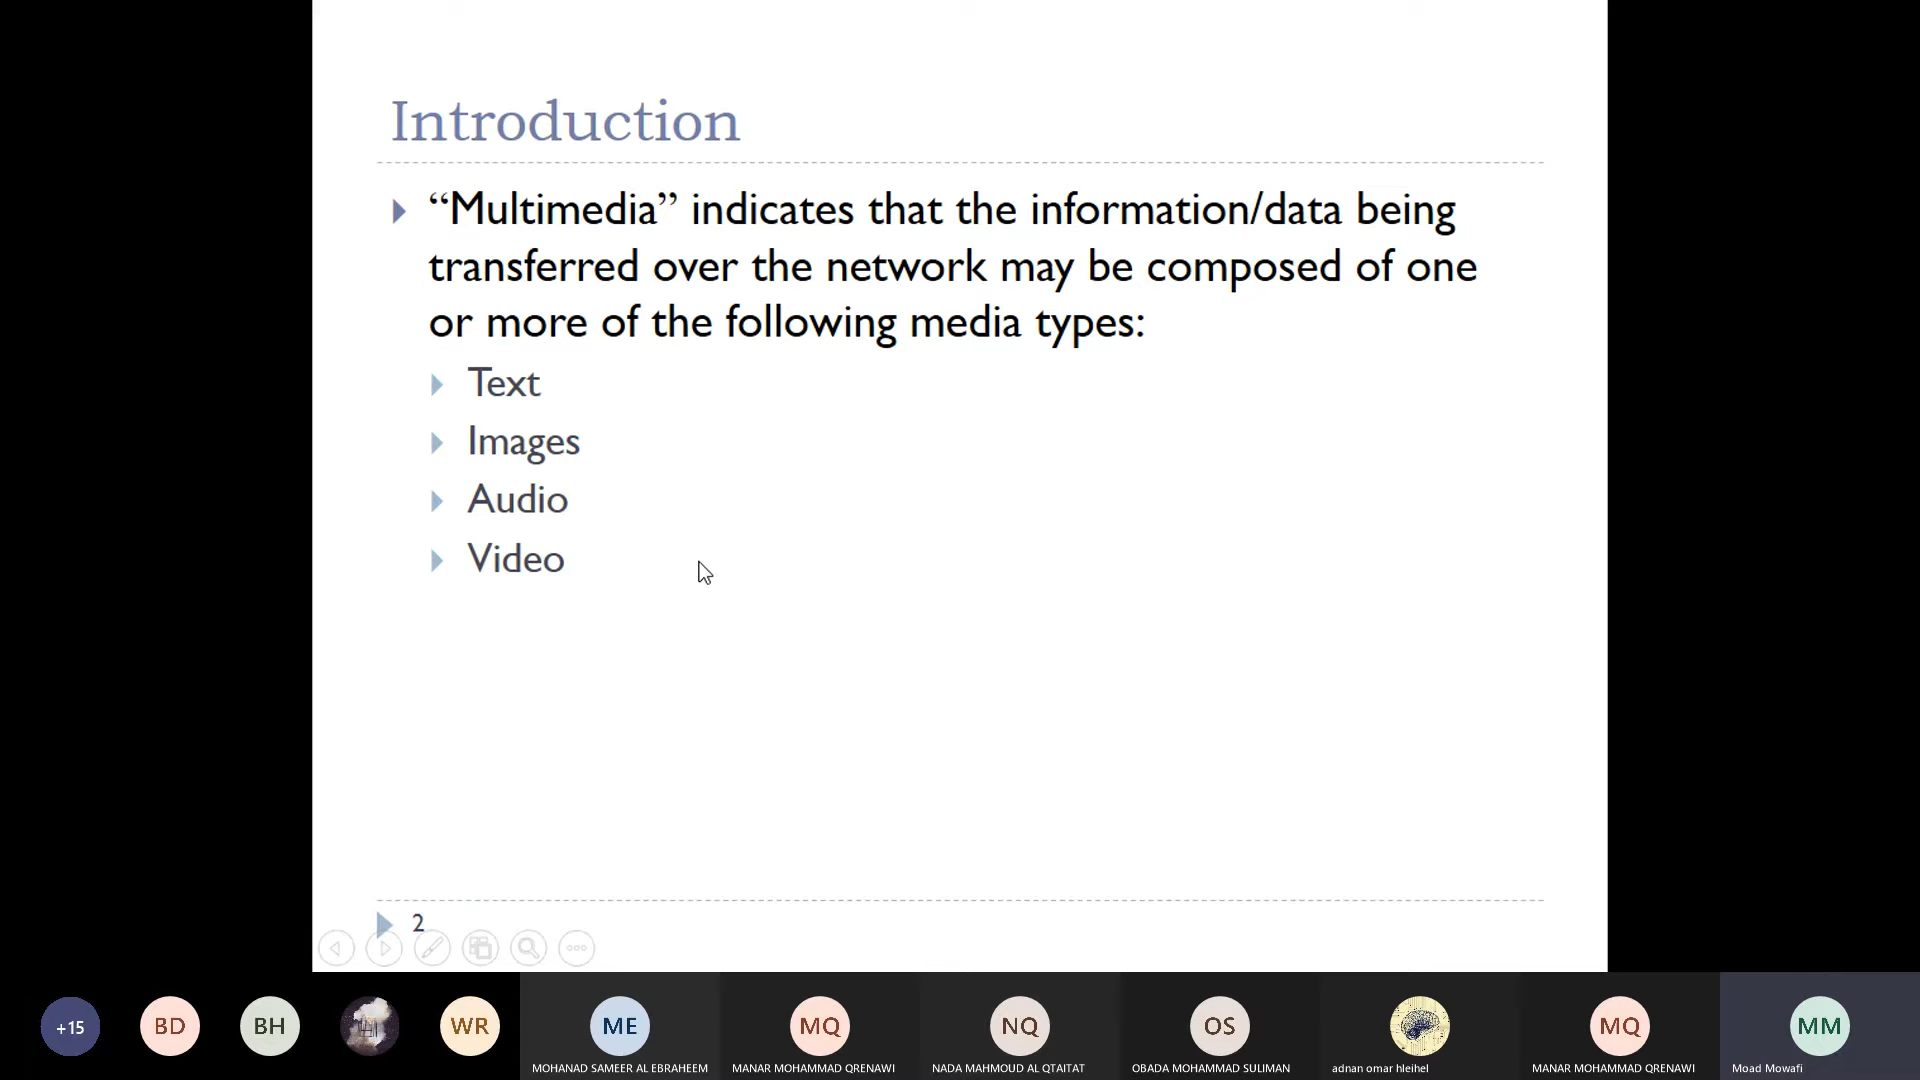 Introduction
“Multimedia” indicates that the information/data being
transferred over the network may be composed of one
or more of the following media types:
Text
Images
Audio
Video
2
+15
BD
BH
WR
ME
MQ
NQ
OS
MQ
MM
MOHANAD SAMEER AL EBRAHEEM
MANAR MOHAMMAD QRENAWI
NADA MAHMOUD AL QTAITAT
OBADA MOHAMMAD SULIMAN
adnan omar hleihel
MANAR MOHAMMAD QRENAWI
Moad Mowafi